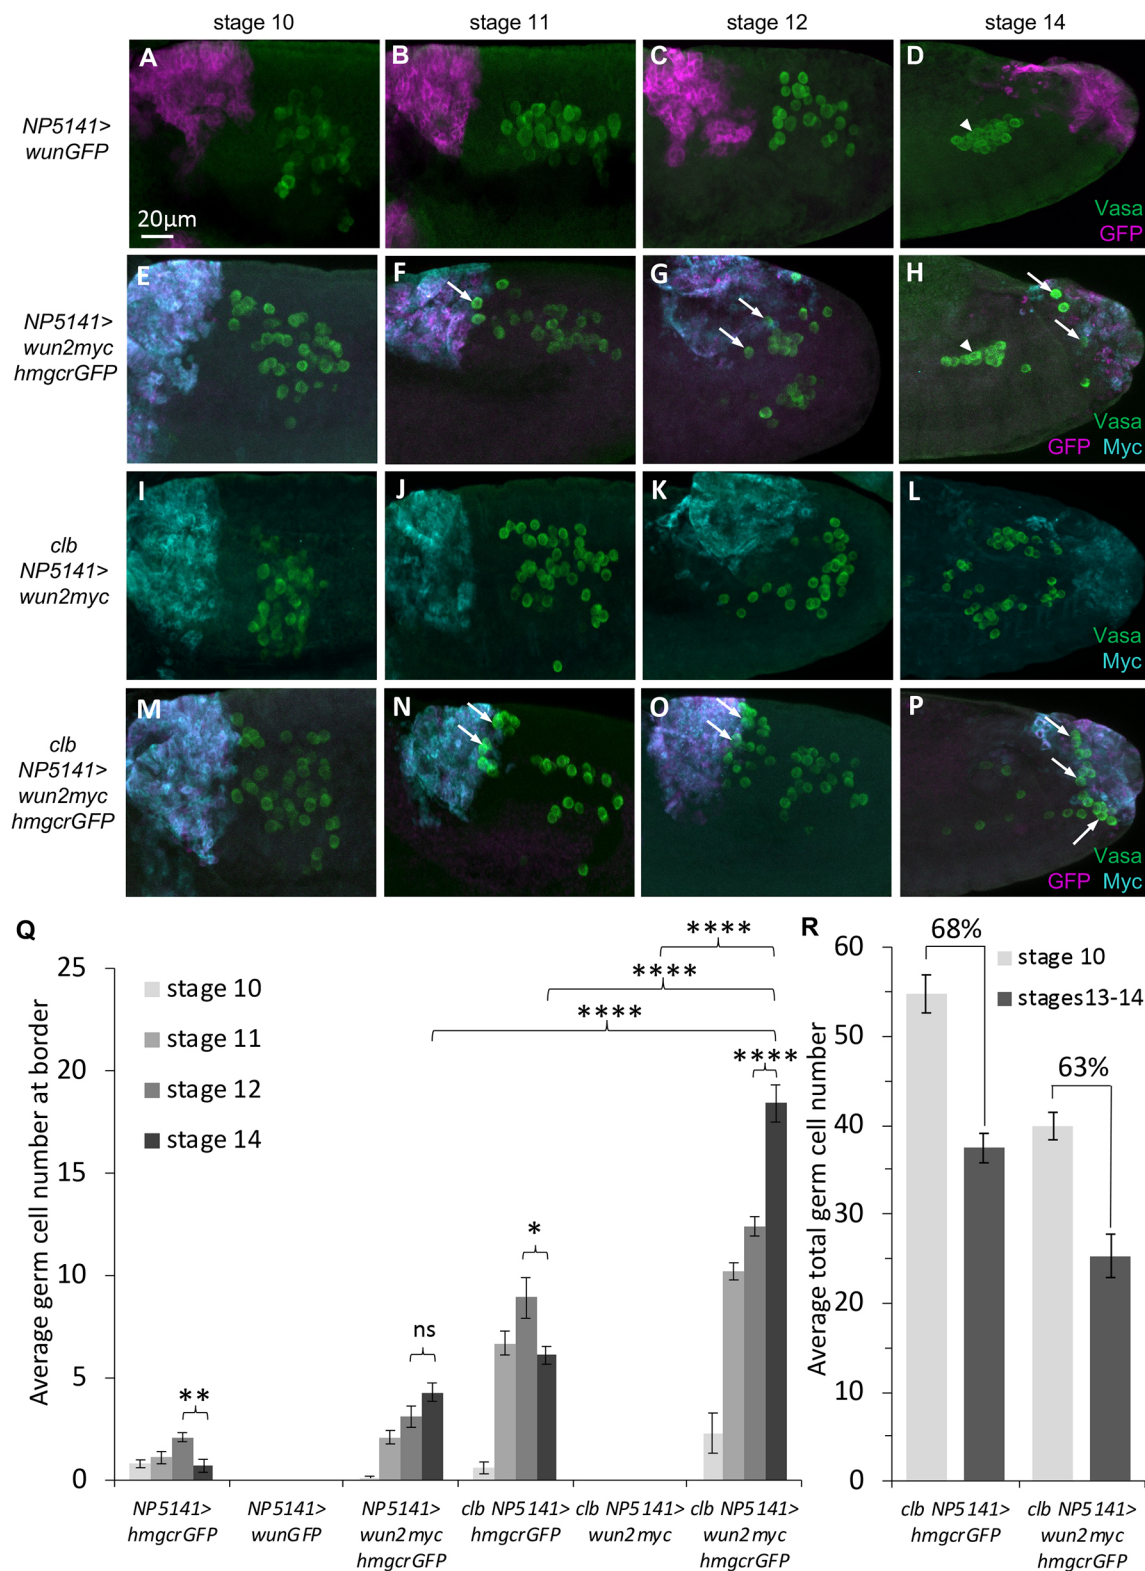 stage 10
stage 11
stage 12
stage 14
NP5141>
wunGFP
A
20µm
B
C
D
Vasa
GFP
NP5141>
wun2myc
hmgcrGFP
E
F
G
H
Vasa
GFP Myc
clb
NP5141>
wun2myc
I
J
K
L
Vasa
Myc
clb
NP5141>
wun2myc
hmgcrGFP
M
N
O
P
Vasa
GFP Myc
Q
Average germ cell number at border
25
20
15
10
5
0
stage 10
stage 11
stage 12
stage 14
**
ns
*
****
****
****
****
NP5141>
hmgcrGFP
NP5141>
wunGFP
NP5141>
wun2myc
hmgcrGFP
clb NP5141>
hmgcrGFP
clb NP5141>
wun2myc
clb NP5141>
wun2myc
hmgcrGFP
R
Average total germ cell number
60
50
40
30
20
10
0
68%
63%
stage 10
stages13-14
clb NP5141>
hmgcrGFP
clb NP5141>
wun2myc
hmgcrGFP